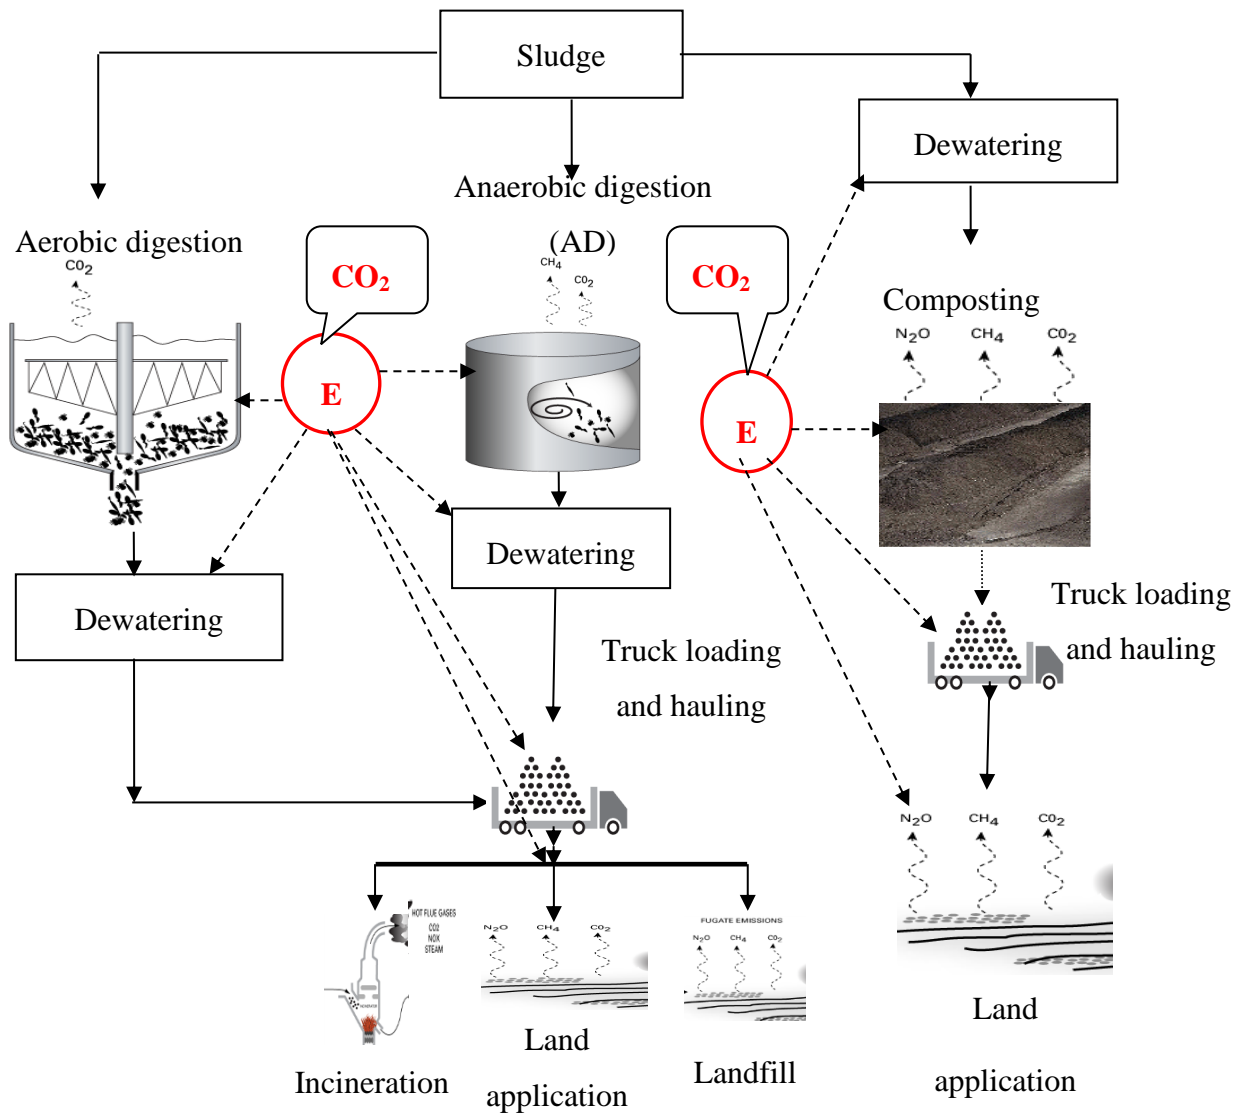 Sludge
Dewatering
Anaerobic digestion
(AD)
Aerobic digestion
CO₂
CO₂
CH₄
CO₂
CO₂
Composting
N₂O CH₄ CO₂
E
E
Dewatering
Dewatering
Truck loading
and hauling
Truck loading
and hauling
N₂O CH₄ CO₂
HOT FLUE GASES
CO2
NOX
STEAM
N₂O CH₄ CO₂
FUGATE EMISSIONS
N₂O CH₄ CO₂
Incineration
Land
application
Landfill
Land
application